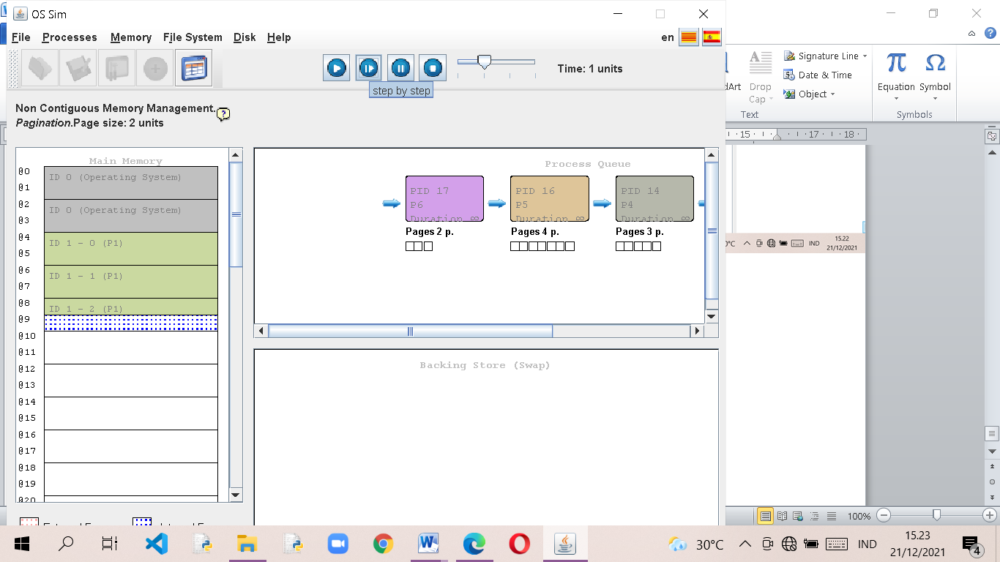 OS Sim
File Processes Memory File System Disk Help
en
Time: 1 units
step by step
Non Contiguous Memory Management.
Pagination.Page size: 2 units
?
Main Memory
@0
ID 0 (Operating System)
@1
@2
ID 0 (Operating System)
@3
@4
ID 1 - 0 (P1)
@5
@6
ID 1 - 1 (P1)
@7
@8
ID 1 - 2 (P1)
@9
@10
@11
@12
@13
@14
@15
@16
@17
@18
@19
@20
Process Queue
PID 17
P6
Duration ∞
Pages 2 p.
PID 16
P5
Duration ∞
Pages 4 p.
PID 14
P4
Duration ∞
Pages 3 p.
Backing Store (Swap)
Signature Line
Date & Time
Object
Drop
Cap
Text
π
Equation
Ω
Symbol
Symbols
15 17 18
IND
15.22
21/12/2021
100%
30°C
IND
15.23
21/12/2021
4